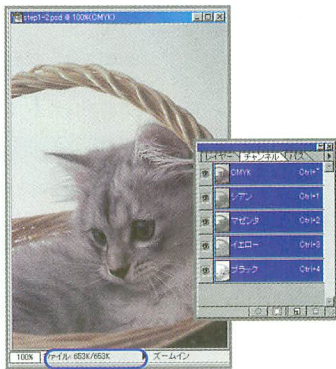 step1-2.psd @ 100%(CMYK)
レイヤー チャンネル パス
CMYK Ctrl+~
シアン Ctrl+1
マゼンタ Ctrl+2
イエロー Ctrl+3
ブラック Ctrl+4
100% ファイル: 653K/653K ズームイン